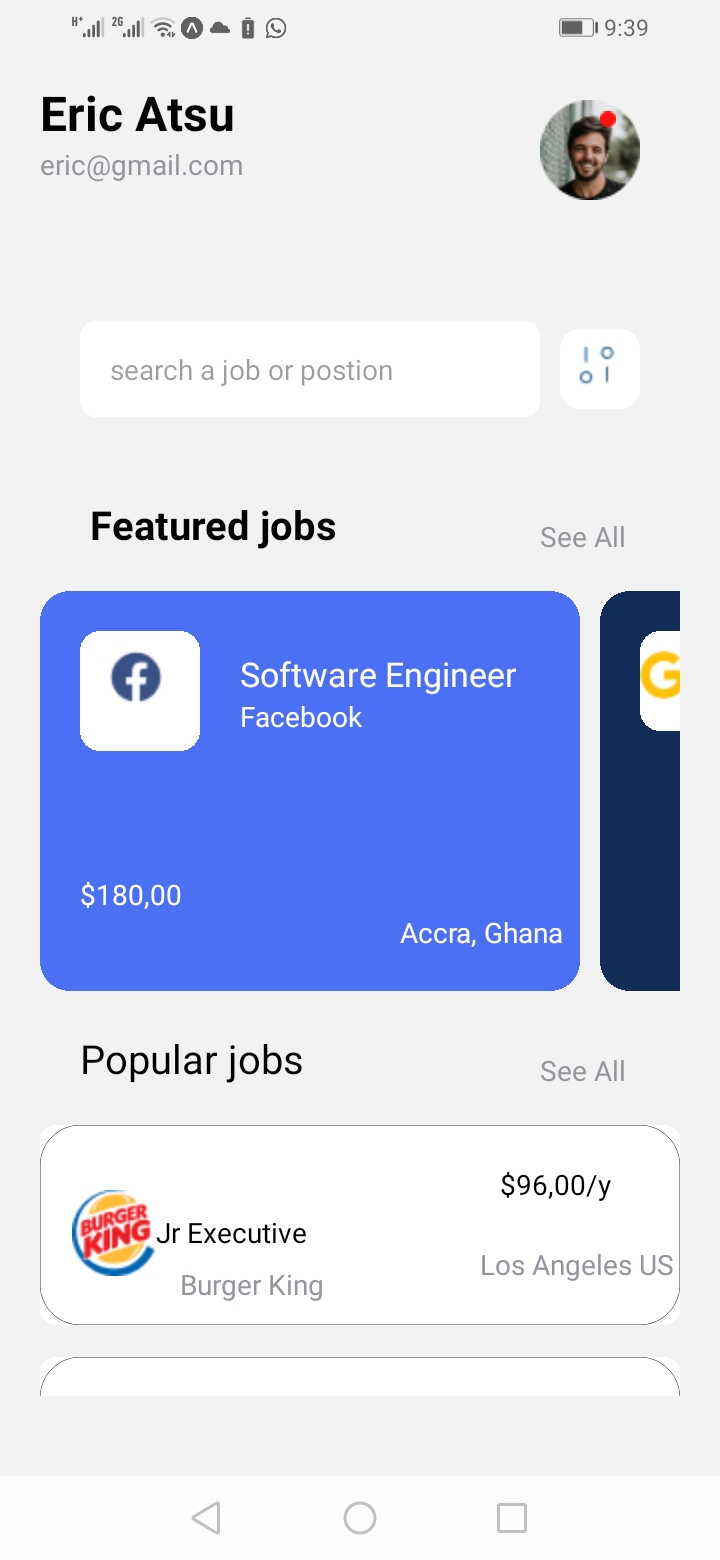 H+ 2G 9:39
Eric Atsu
eric@gmail.com
search a job or postion
Featured jobs
See All
Software Engineer
Facebook
$180,00
Accra, Ghana
Popular jobs
See All
$96,00/y
BURGER
KING
Jr Executive
Los Angeles US
Burger King